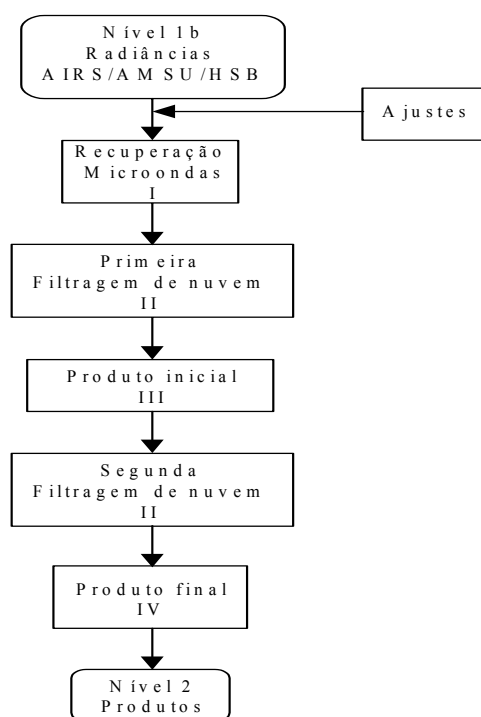 Nível 1b
Radiâncias
AIRS/AMSU/HSB
Ajustes
Recuperação
Microondas
I
Primeira
Filtragem de nuvem
II
Produto inicial
III
Segunda
Filtragem de nuvem
II
Produto final
IV
Nível 2
Produtos